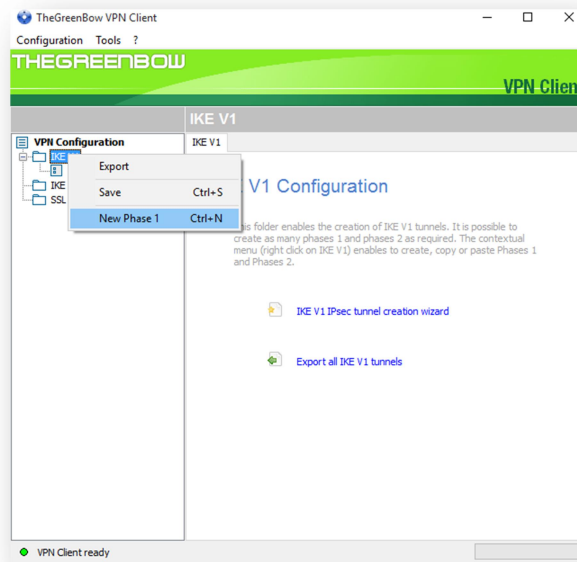 TheGreenBow VPN Client
Configuration Tools ?
THEGREENBOW
VPN Clien
IKE V1
VPN Configuration
IKE V1
IKE
Export
IKE
Save Ctrl+S
SSL
New Phase 1 Ctrl+N
V1 Configuration
is folder enables the creation of IKE V1 tunnels. It is possible to
create as many phases 1 and phases 2 as required. The contextual
menu (right click on IKE V1) enables to create, copy or paste Phases 1
and Phases 2.
IKE V1 IPsec tunnel creation wizard
Export all IKE V1 tunnels
VPN Client ready